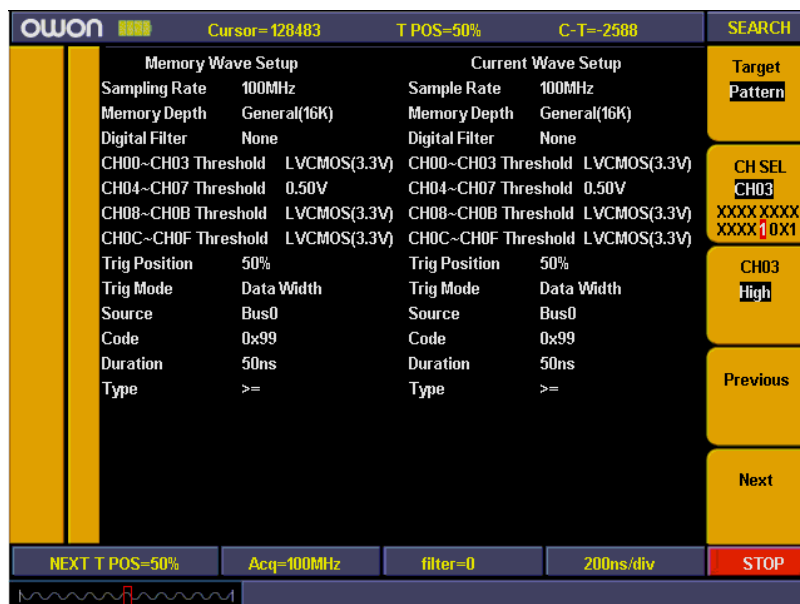 owon Cursor=128483 T POS=50% C-T=-2588 SEARCH
Memory Wave Setup
Sampling Rate 100MHz
Memory Depth General(16K)
Digital Filter None
CH00~CH03 Threshold LVCMOS(3.3V)
CH04~CH07 Threshold 0.50V
CH08~CH0B Threshold LVCMOS(3.3V)
CH0C~CH0F Threshold LVCMOS(3.3V)
Trig Position 50%
Trig Mode Data Width
Source Bus0
Code 0x99
Duration 50ns
Type >=
Current Wave Setup
Sample Rate 100MHz
Memory Depth General(16K)
Digital Filter None
CH00~CH03 Threshold LVCMOS(3.3V)
CH04~CH07 Threshold 0.50V
CH08~CH0B Threshold LVCMOS(3.3V)
CH0C~CH0F Threshold LVCMOS(3.3V)
Trig Position 50%
Trig Mode Data Width
Source Bus0
Code 0x99
Duration 50ns
Type >=
Target
Pattern
CH SEL
CH03
XXXX XXXX
XXXX 10X1
CH03
High
Previous
Next
NEXT T POS=50% Acq=100MHz filter=0 200ns/div STOP